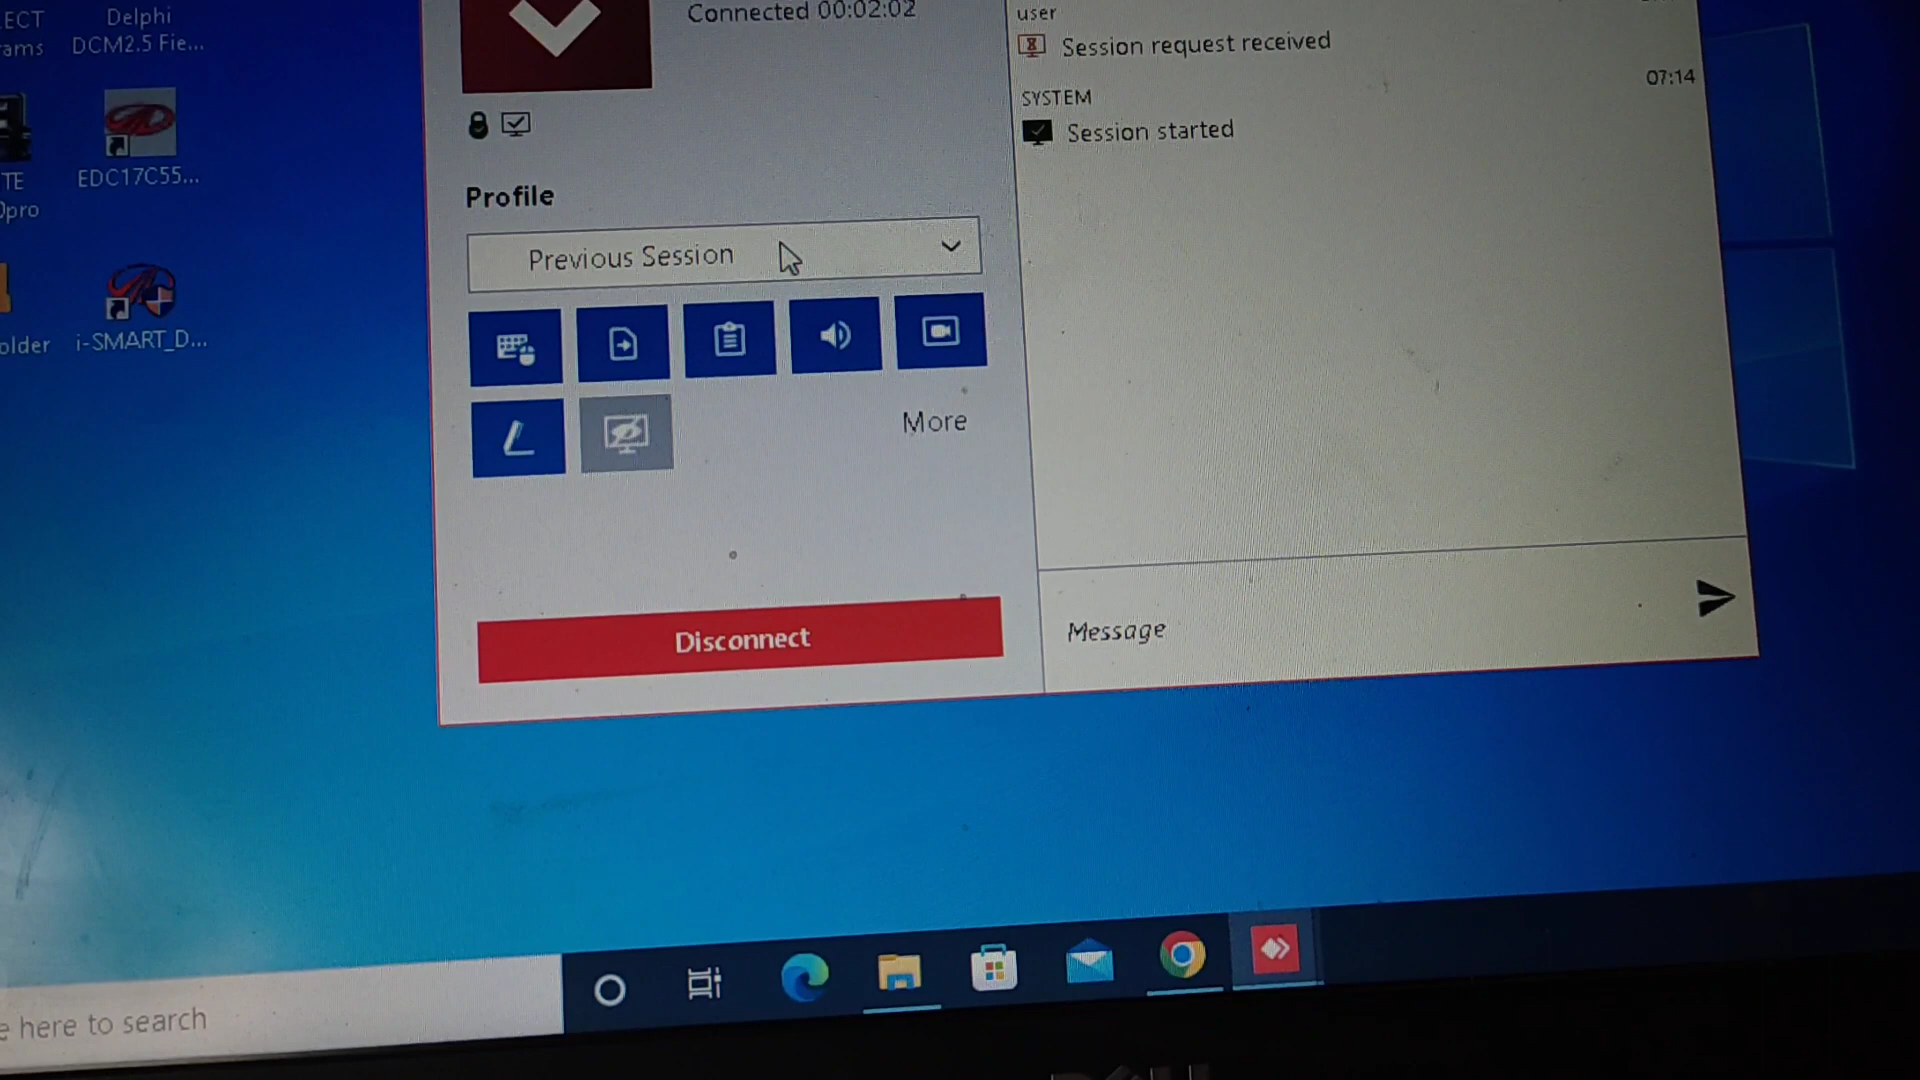 ECT
ams
Delphi
DCM2.5 Fie...
EDC17C55...
TE
0pro
older
i-SMART_D...
Connected 00:02:02
Profile
Previous Session
More
Disconnect
user
Session request received
07:14
SYSTEM
Session started
Message
e here to search